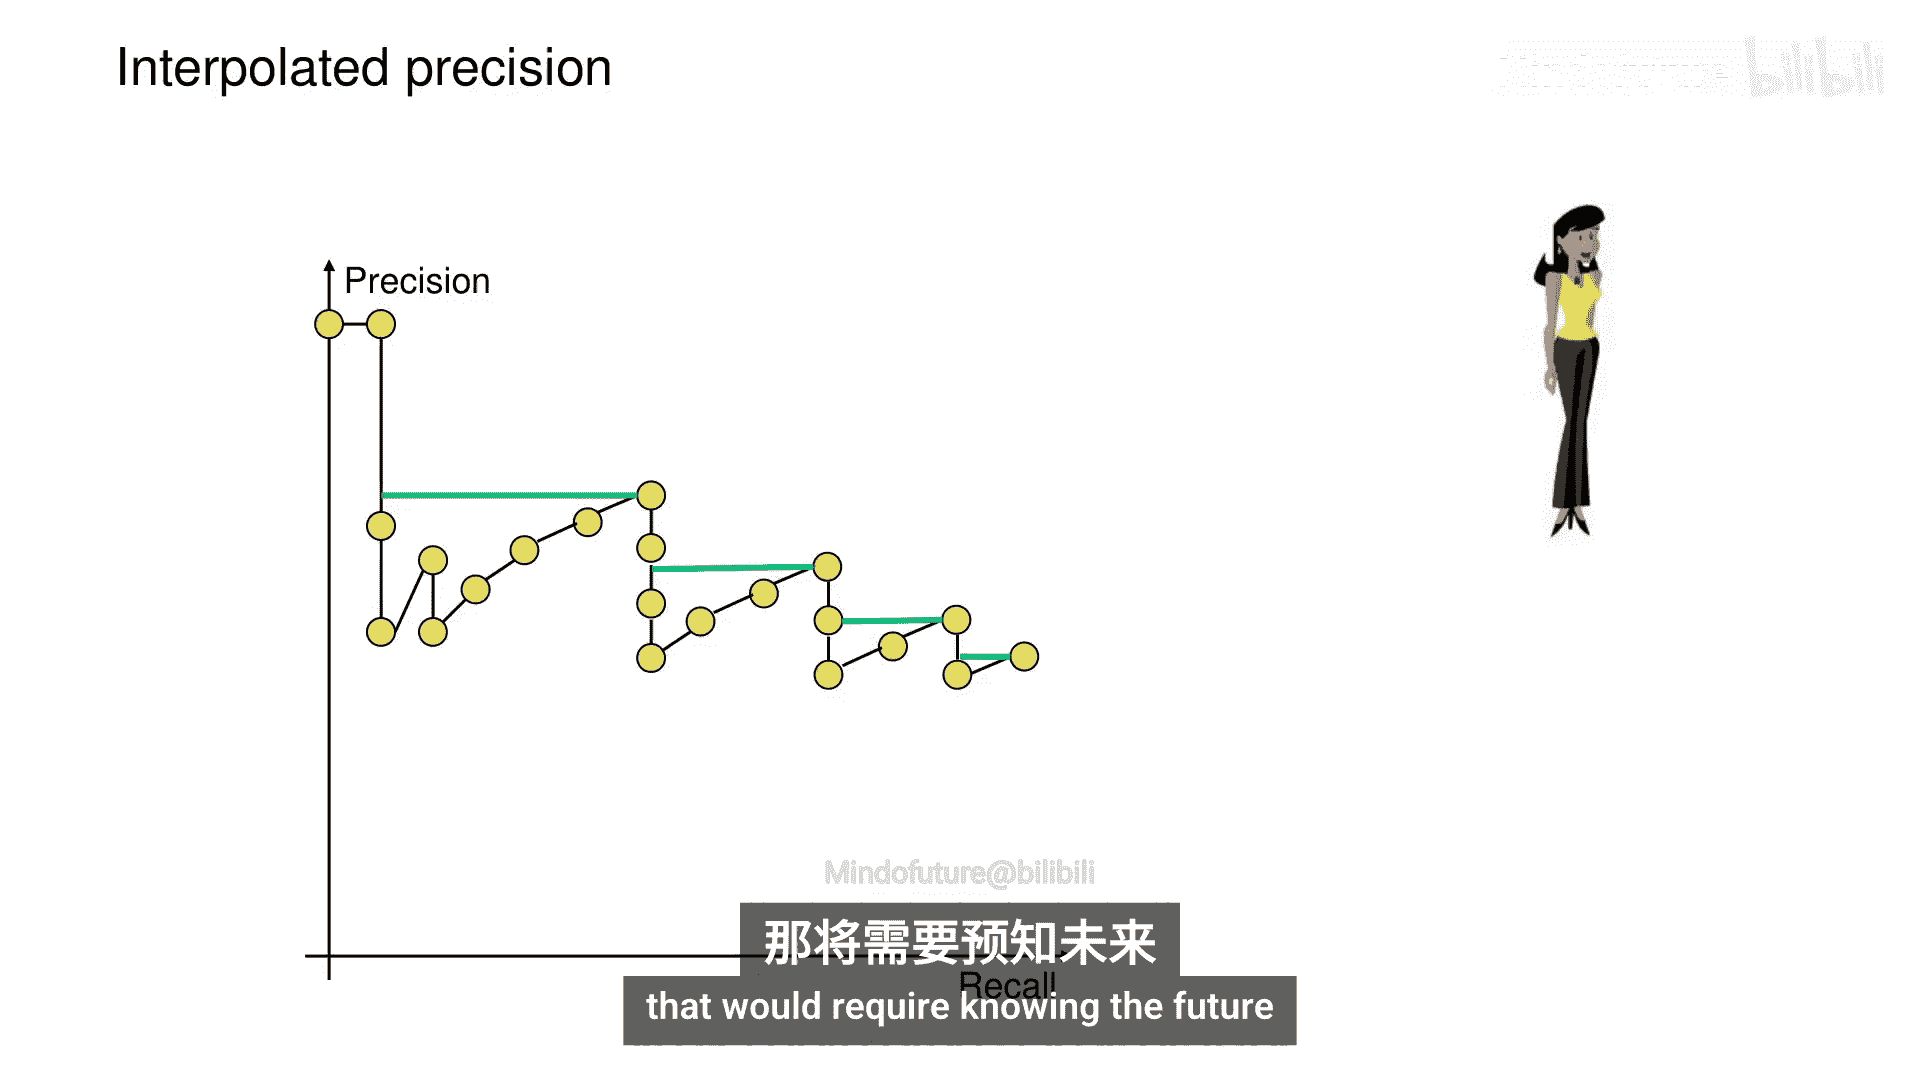 Interpolated precision
bilibili
Precision
Mindofuture@bilibili
那将需要预知未来
Recall
that would require knowing the future